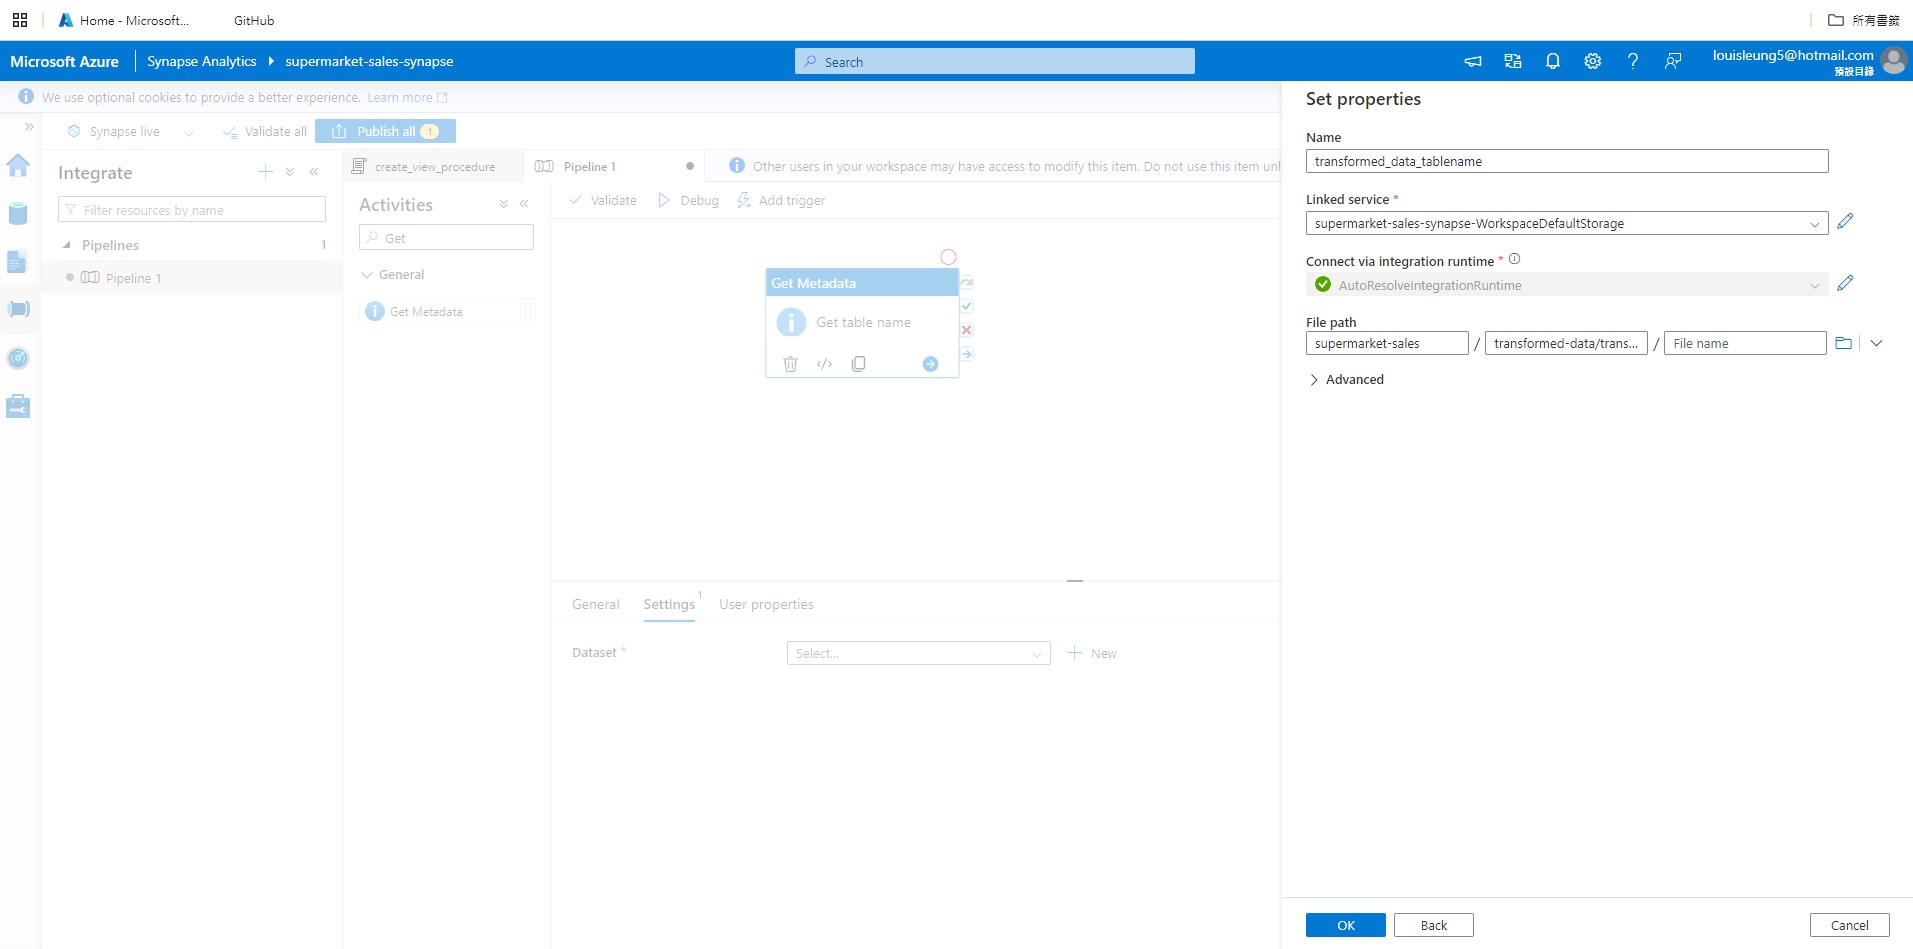 Home - Microsoft...
GitHub
所有書籤
Microsoft Azure
Synapse Analytics
supermarket-sales-synapse
Search
louisleung5@hotmail.com
預設目錄
We use optional cookies to provide a better experience. Learn more
Synapse live
Validate all
Publish all 1
Integrate
Filter resources by name
Pipelines 1
Pipeline 1
create_view_procedure
Pipeline 1
Other users in your workspace may have access to modify this item. Do not use this item unl
Activities
Get
General
Get Metadata
Validate
Debug
Add trigger
Get Metadata
Get table name
General
Settings 1
User properties
Dataset *
Select...
New
Set properties
Name
transformed_data_tablename
Linked service *
supermarket-sales-synapse-WorkspaceDefaultStorage
Connect via integration runtime *
AutoResolveIntegrationRuntime
File path
supermarket-sales / transformed-data/trans... / File name
Advanced
OK
Back
Cancel